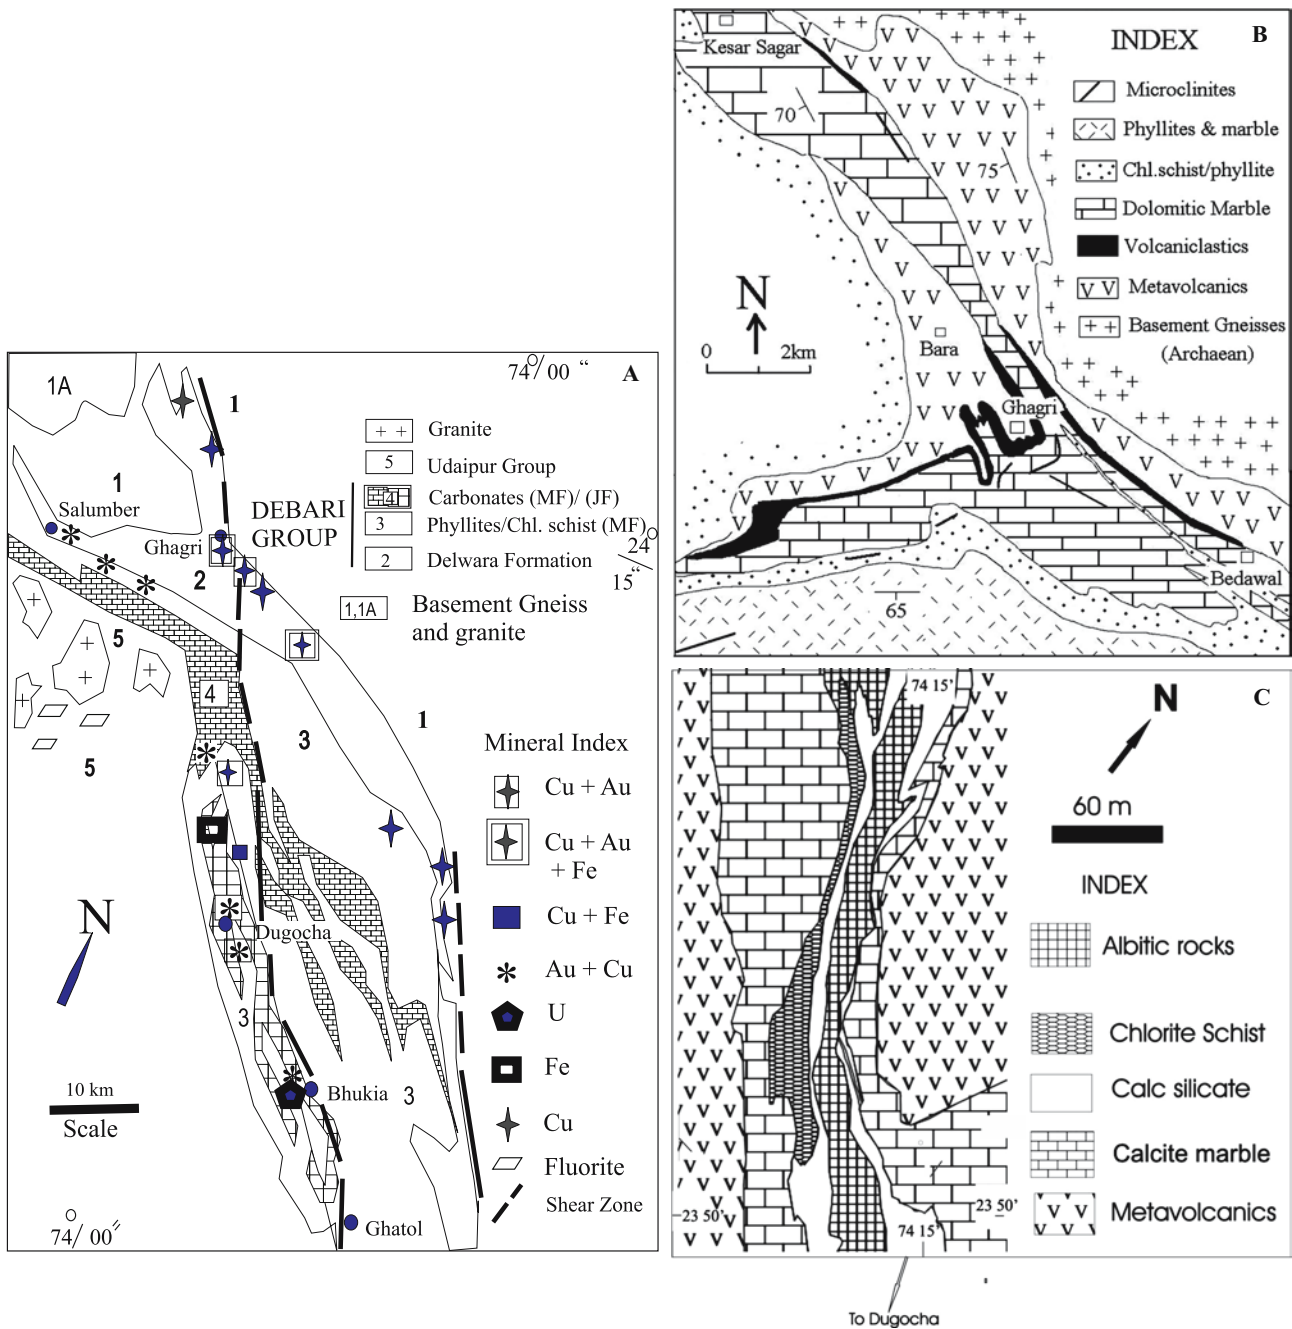 A
74°/00 “
1A
1
1
+ + Granite
5 Udaipur Group
4 Carbonates (MF)/ (JF)
DEBARI
GROUP
3 Phyllites/Chl. schist (MF)
2 Delwara Formation
24°/
15“
1,1A Basement Gneiss
and granite
Salumber
Ghagri
2
5
4
3
1
5
Mineral Index
Cu + Au
Cu + Au
+ Fe
Cu + Fe
Au + Cu
U
Fe
Cu
Fluorite
Shear Zone
N
Dugocha
3
U
Bhukia
3
10 km
Scale
Ghatol
74°/ 00“
B
INDEX
Microclinites
Phyllites & marble
Chl.schist/phyllite
Dolomitic Marble
Volcaniclastics
V V Metavolcanics
+ + Basement Gneisses
(Archaean)
Kesar Sagar
70
75
N
0 2km
Bara
Ghagri
Bedawal
65
C
74 15'
N
60 m
INDEX
Albitic rocks
Chlorite Schist
Calc silicate
Calcite marble
Metavolcanics
23 50'
23 50'
74 15'
To Dugocha